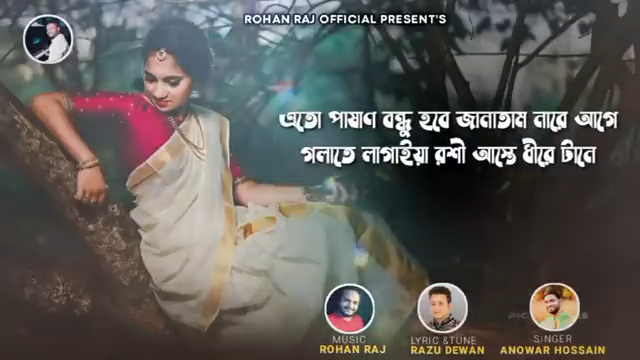 ROHAN RAJ OFFICIAL PRESENT'S
এতো পাষাণ বন্ধু হবে জানাতাম নারে আগে
গলাতে লাগাইয়া রশী আস্তে ধীরে টানে
MUSIC
ROHAN RAJ
LYRIC &TUNE
RAZU DEWAN
SINGER
ANOWAR HOSSAIN